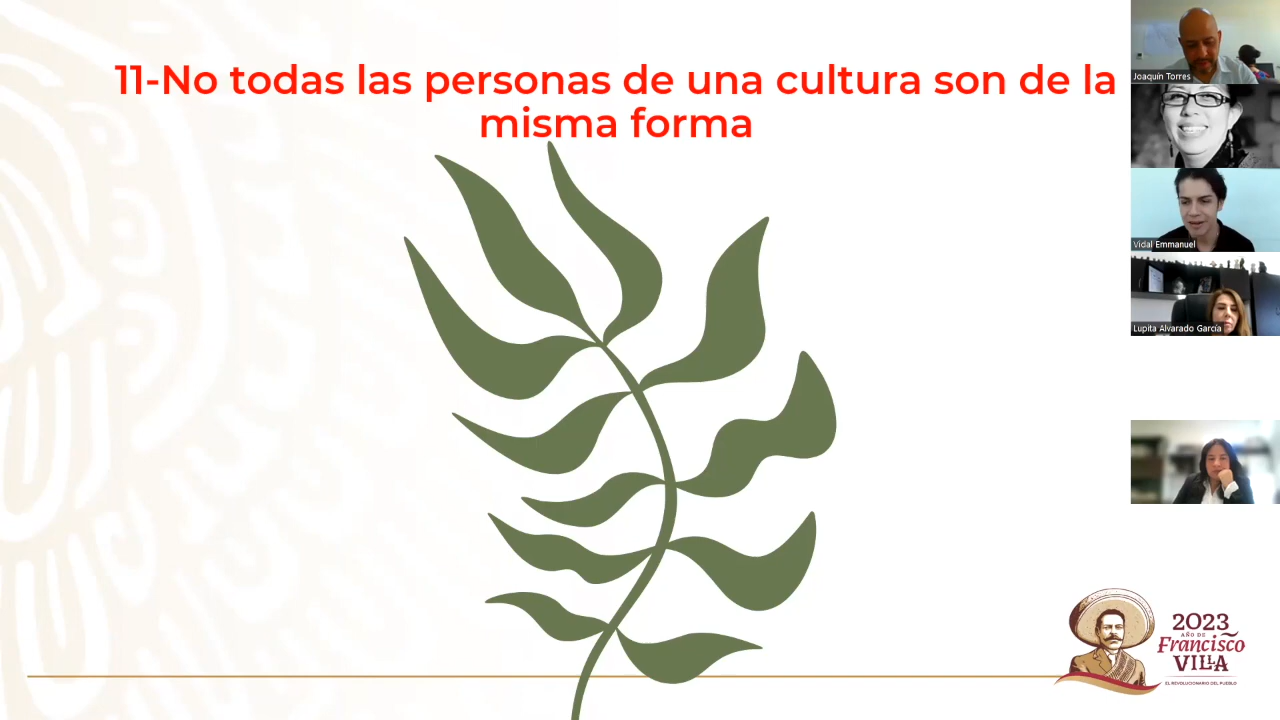 11-No todas las personas de una cultura son de la
misma forma
Joaquín Torres
Vidal Emmanuel
Lupita Alvarado García
2023
AÑO DE
Francisco
VILLA
EL REVOLUCIONARIO DEL PUEBLO